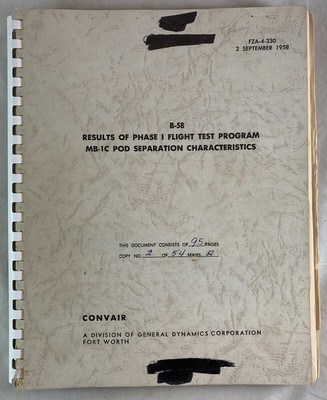 FZA-4-330
2 SEPTEMBER 1958
B-58
RESULTS OF PHASE I FLIGHT TEST PROGRAM
MB-1C POD SEPARATION CHARACTERISTICS
THIS DOCUMENT CONSISTS OF 95 PAGES
COPY NO. 2 OF 54 SERIES A
CONVAIR
A DIVISION OF GENERAL DYNAMICS CORPORATION
FORT WORTH